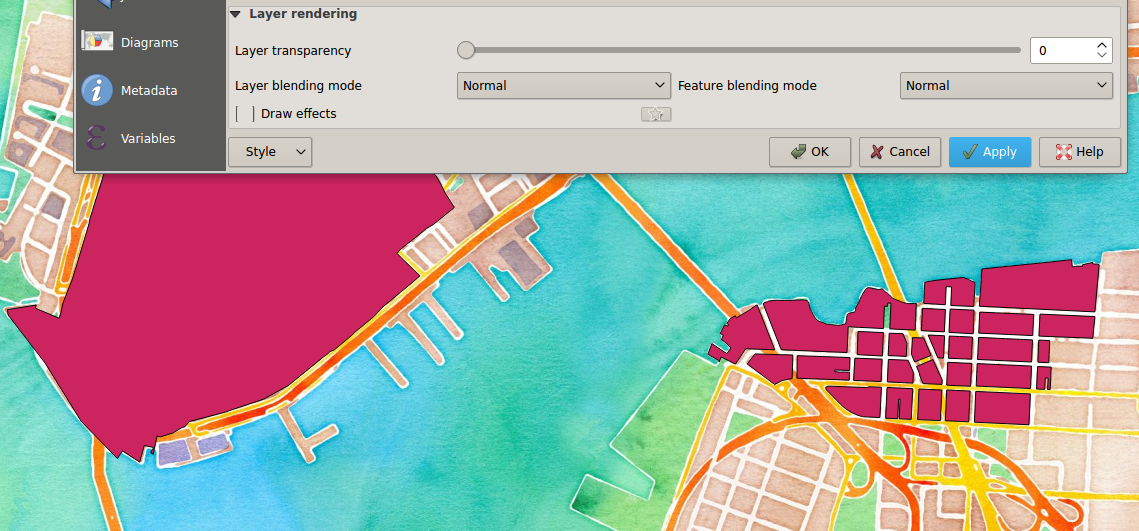 Layer rendering
Diagrams
Layer transparency 0
Metadata
Layer blending mode Normal Feature blending mode Normal
Draw effects
Variables
Style OK Cancel Apply Help